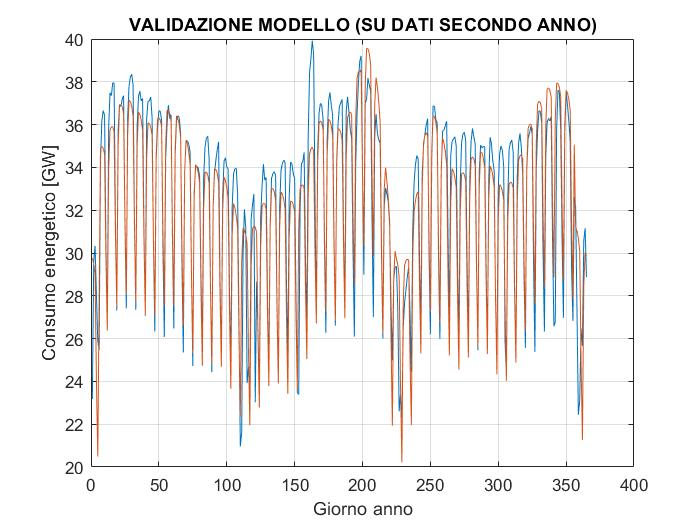 VALIDAZIONE MODELLO (SU DATI SECONDO ANNO)
40
38
36
34
32
30
28
26
24
22
20
Consumo energetico [GW]
0 50 100 150 200 250 300 350 400
Giorno anno